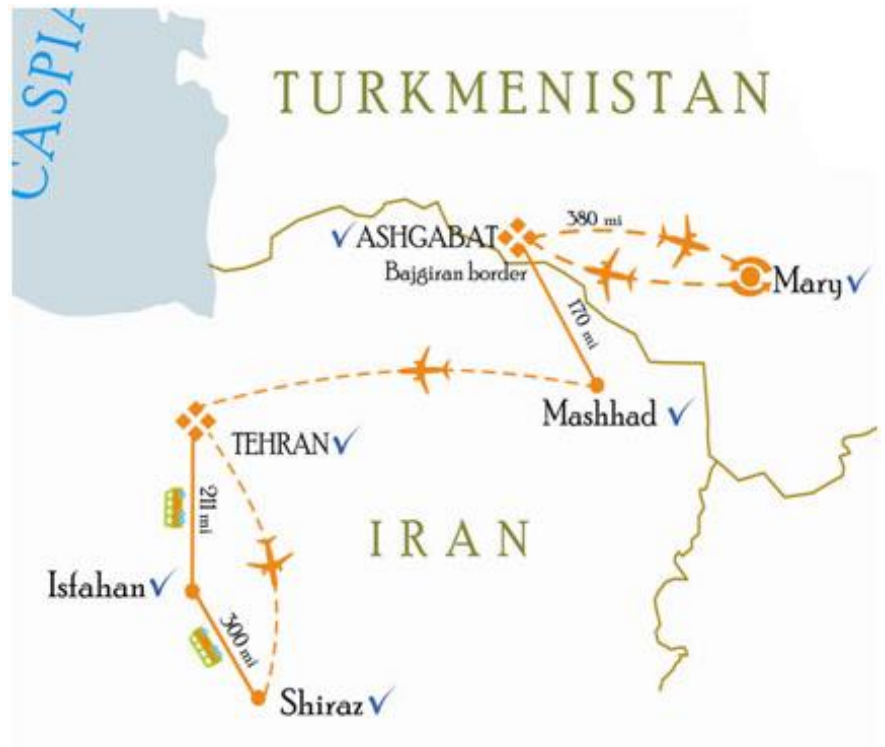 CASPIA
TURKMENISTAN
380 mi
ASHGABAT
Bajgiran border
Mary
170 mi
Mashhad
TEHRAN
211 mi
IRAN
Isfahan
300 mi
Shiraz